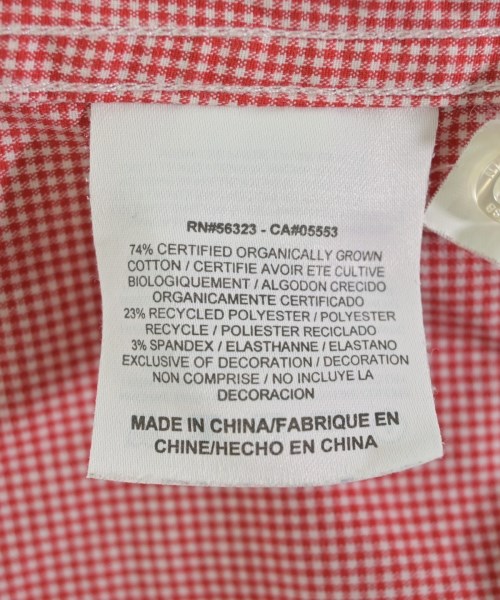 RN#56323 - CA#05553
74% CERTIFIED ORGANICALLY GROWN
COTTON / CERTIFIE AVOIR ETE CULTIVE
BIOLOGIQUEMENT / ALGODON CRECIDO
ORGANICAMENTE CERTIFICADO
23% RECYCLED POLYESTER / POLYESTER
RECYCLE / POLIESTER RECICLADO
3% SPANDEX / ELASTHANNE / ELASTANO
EXCLUSIVE OF DECORATION / DECORATION
NON COMPRISE / NO INCLUYE LA
DECORACION
MADE IN CHINA/FABRIQUE EN
CHINE/HECHO EN CHINA